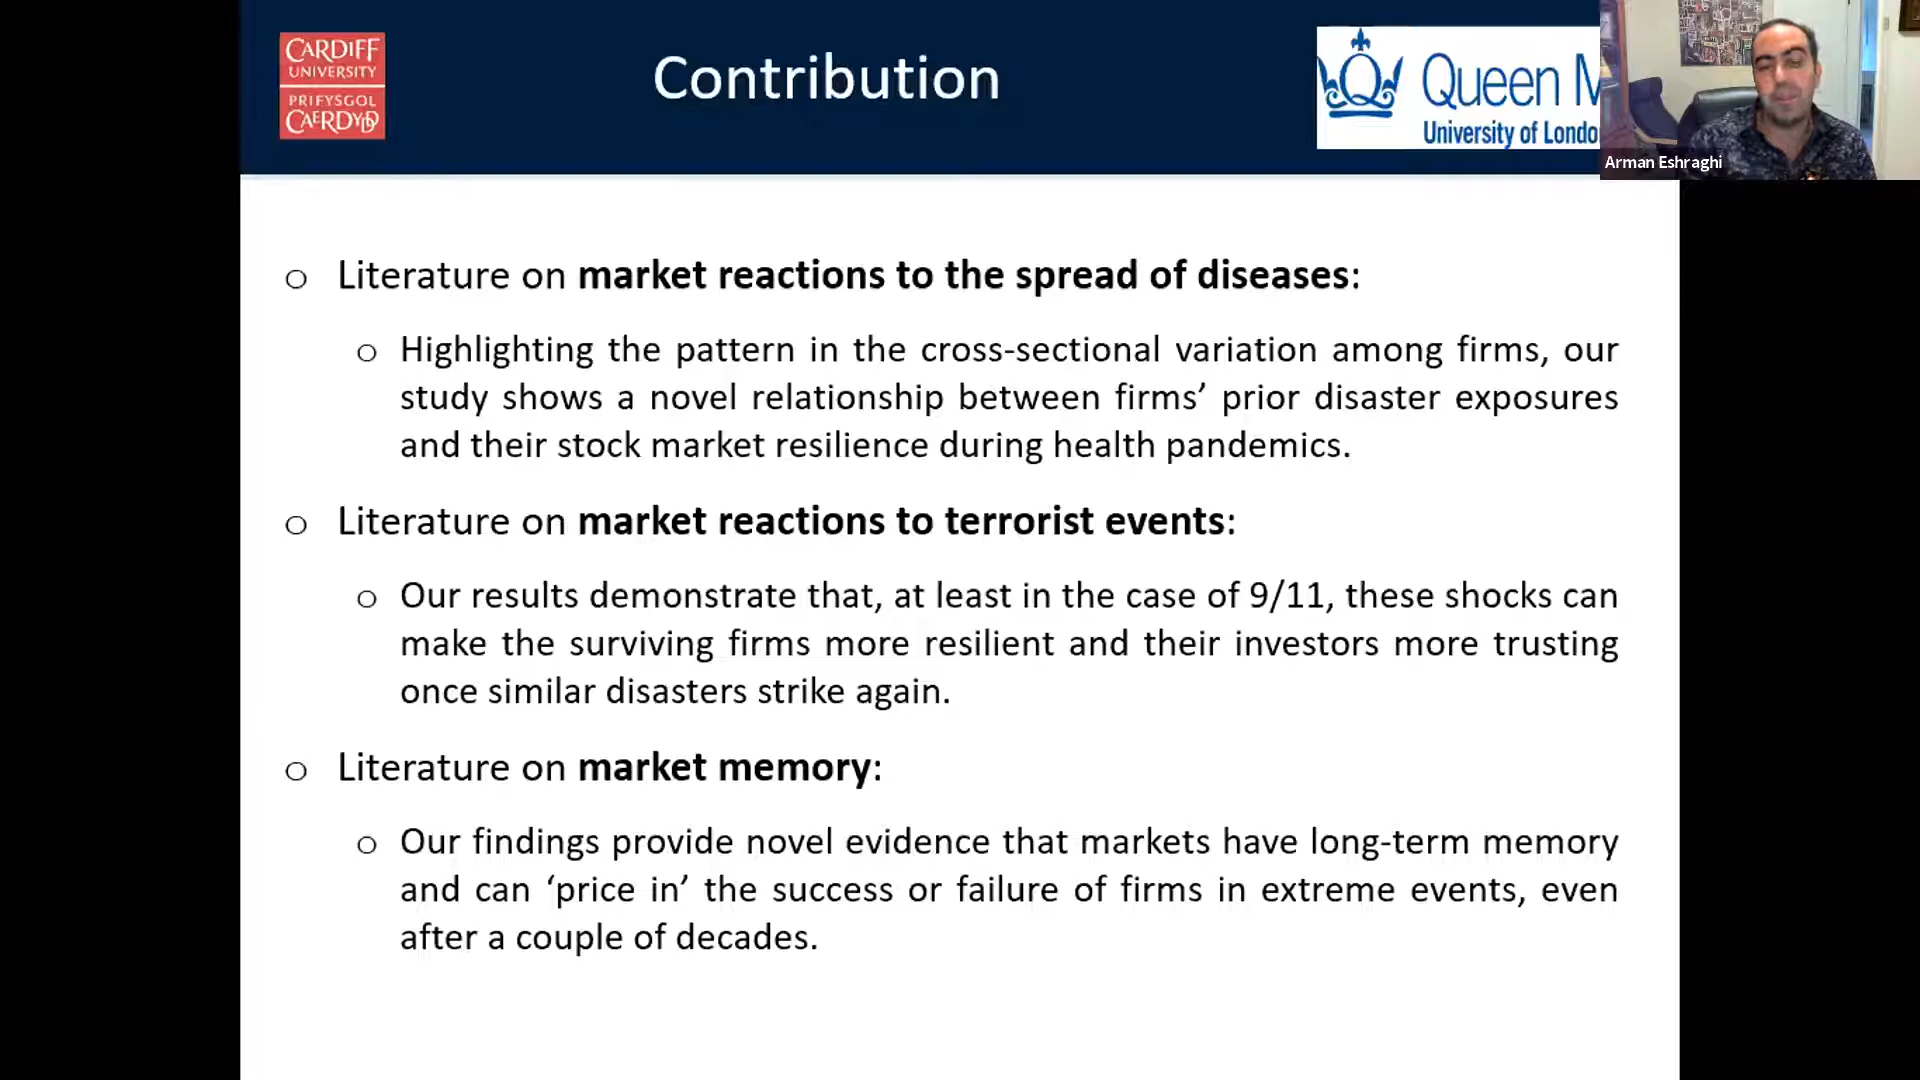 CARDIFF
UNIVERSITY
PRIFYSGOL
CAERDYDD
Contribution
Queen M
University of Londo
Arman Eshraghi
o Literature on market reactions to the spread of diseases:
o Highlighting the pattern in the cross-sectional variation among firms, our
study shows a novel relationship between firms’ prior disaster exposures
and their stock market resilience during health pandemics.
o Literature on market reactions to terrorist events:
o Our results demonstrate that, at least in the case of 9/11, these shocks can
make the surviving firms more resilient and their investors more trusting
once similar disasters strike again.
o Literature on market memory:
o Our findings provide novel evidence that markets have long-term memory
and can ‘price in’ the success or failure of firms in extreme events, even
after a couple of decades.